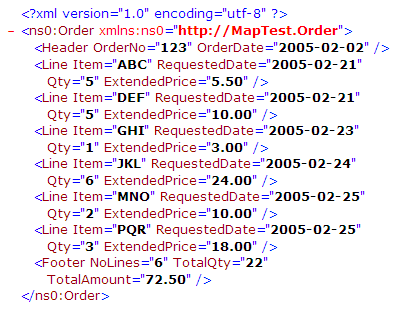 <?xml version="1.0" encoding="utf-8" ?>
- <ns0:Order xmlns:ns0="http://MapTest.Order">
<Header OrderNo="123" OrderDate="2005-02-02" />
<Line Item="ABC" RequestedDate="2005-02-21"
Qty="5" ExtendedPrice="5.50" />
<Line Item="DEF" RequestedDate="2005-02-21"
Qty="5" ExtendedPrice="10.00" />
<Line Item="GHI" RequestedDate="2005-02-23"
Qty="1" ExtendedPrice="3.00" />
<Line Item="JKL" RequestedDate="2005-02-24"
Qty="6" ExtendedPrice="24.00" />
<Line Item="MNO" RequestedDate="2005-02-25"
Qty="2" ExtendedPrice="10.00" />
<Line Item="PQR" RequestedDate="2005-02-25"
Qty="3" ExtendedPrice="18.00" />
<Footer NoLines="6" TotalQty="22"
TotalAmount="72.50" />
</ns0:Order>